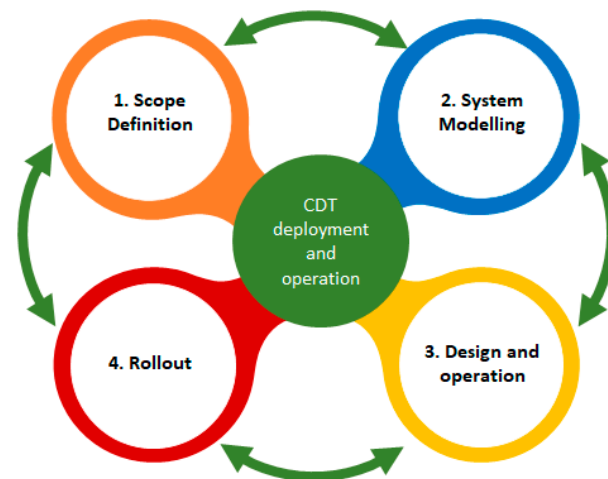 1. Scope
Definition
2. System
Modelling
CDT
deployment
and
operation
4. Rollout
3. Design and
operation